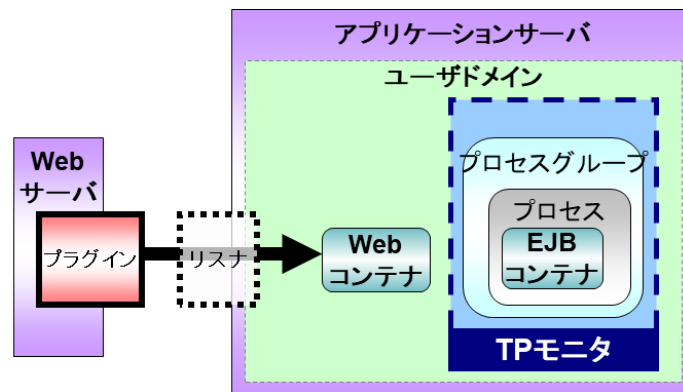 アプリケーションサーバ
ユーザドメイン
Web
サーバ
プラグイン
リスナ
Web
コンテナ
プロセスグループ
プロセス
EJB
コンテナ
TPモニタ